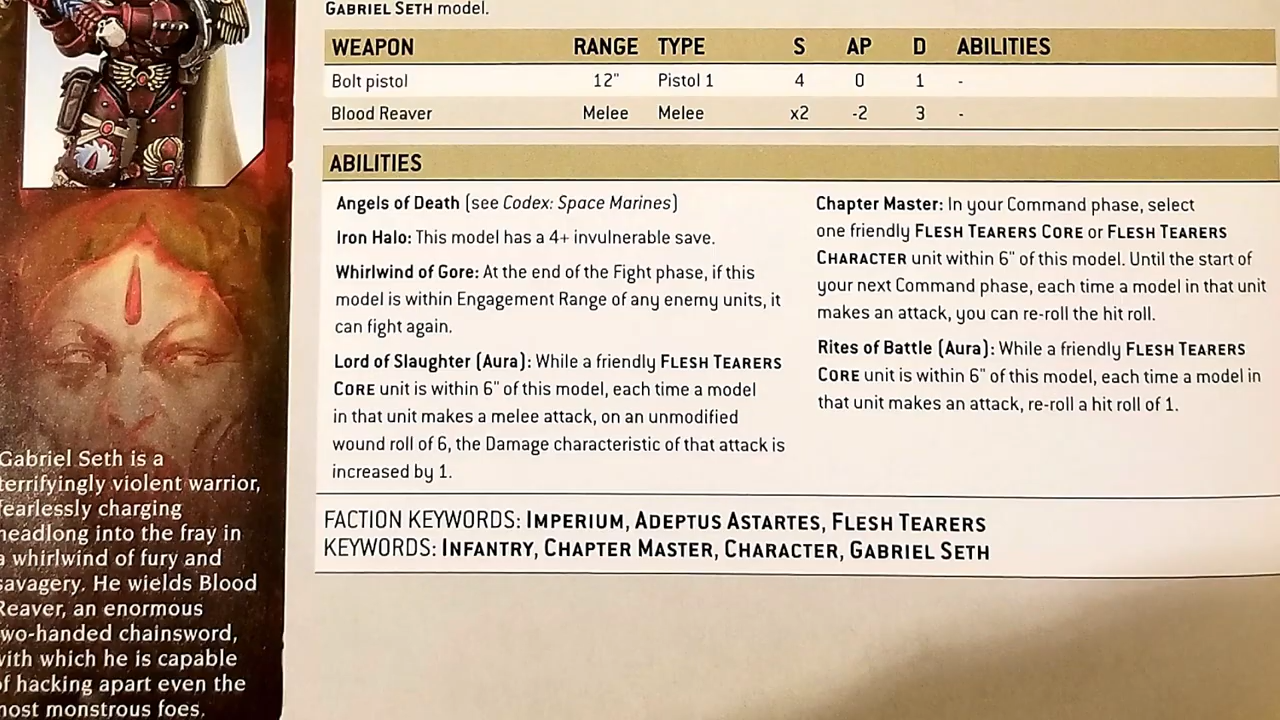 GABRIEL SETH model.
WEAPON RANGE TYPE S AP D ABILITIES
Bolt pistol 12" Pistol 1 4 0 1 -
Blood Reaver Melee Melee x2 -2 3 -
ABILITIES
Angels of Death (see Codex: Space Marines)
Iron Halo: This model has a 4+ invulnerable save.
Whirlwind of Gore: At the end of the Fight phase, if this
model is within Engagement Range of any enemy units, it
can fight again.
Lord of Slaughter (Aura): While a friendly FLESH TEARERS
CORE unit is within 6" of this model, each time a model
in that unit makes a melee attack, on an unmodified
wound roll of 6, the Damage characteristic of that attack is
increased by 1.
Chapter Master: In your Command phase, select
one friendly FLESH TEARERS CORE or FLESH TEARERS
CHARACTER unit within 6" of this model. Until the start of
your next Command phase, each time a model in that unit
makes an attack, you can re-roll the hit roll.
Rites of Battle (Aura): While a friendly FLESH TEARERS
CORE unit is within 6" of this model, each time a model in
that unit makes an attack, re-roll a hit roll of 1.
FACTION KEYWORDS: IMPERIUM, ADEPTUS ASTARTES, FLESH TEARERS
KEYWORDS: INFANTRY, CHAPTER MASTER, CHARACTER, GABRIEL SETH
Gabriel Seth is a
terrifyingly violent warrior,
fearlessly charging
headlong into the fray in
a whirlwind of fury and
savagery. He wields Blood
Reaver, an enormous
two-handed chainsword,
with which he is capable
of hacking apart even the
most monstrous foes.